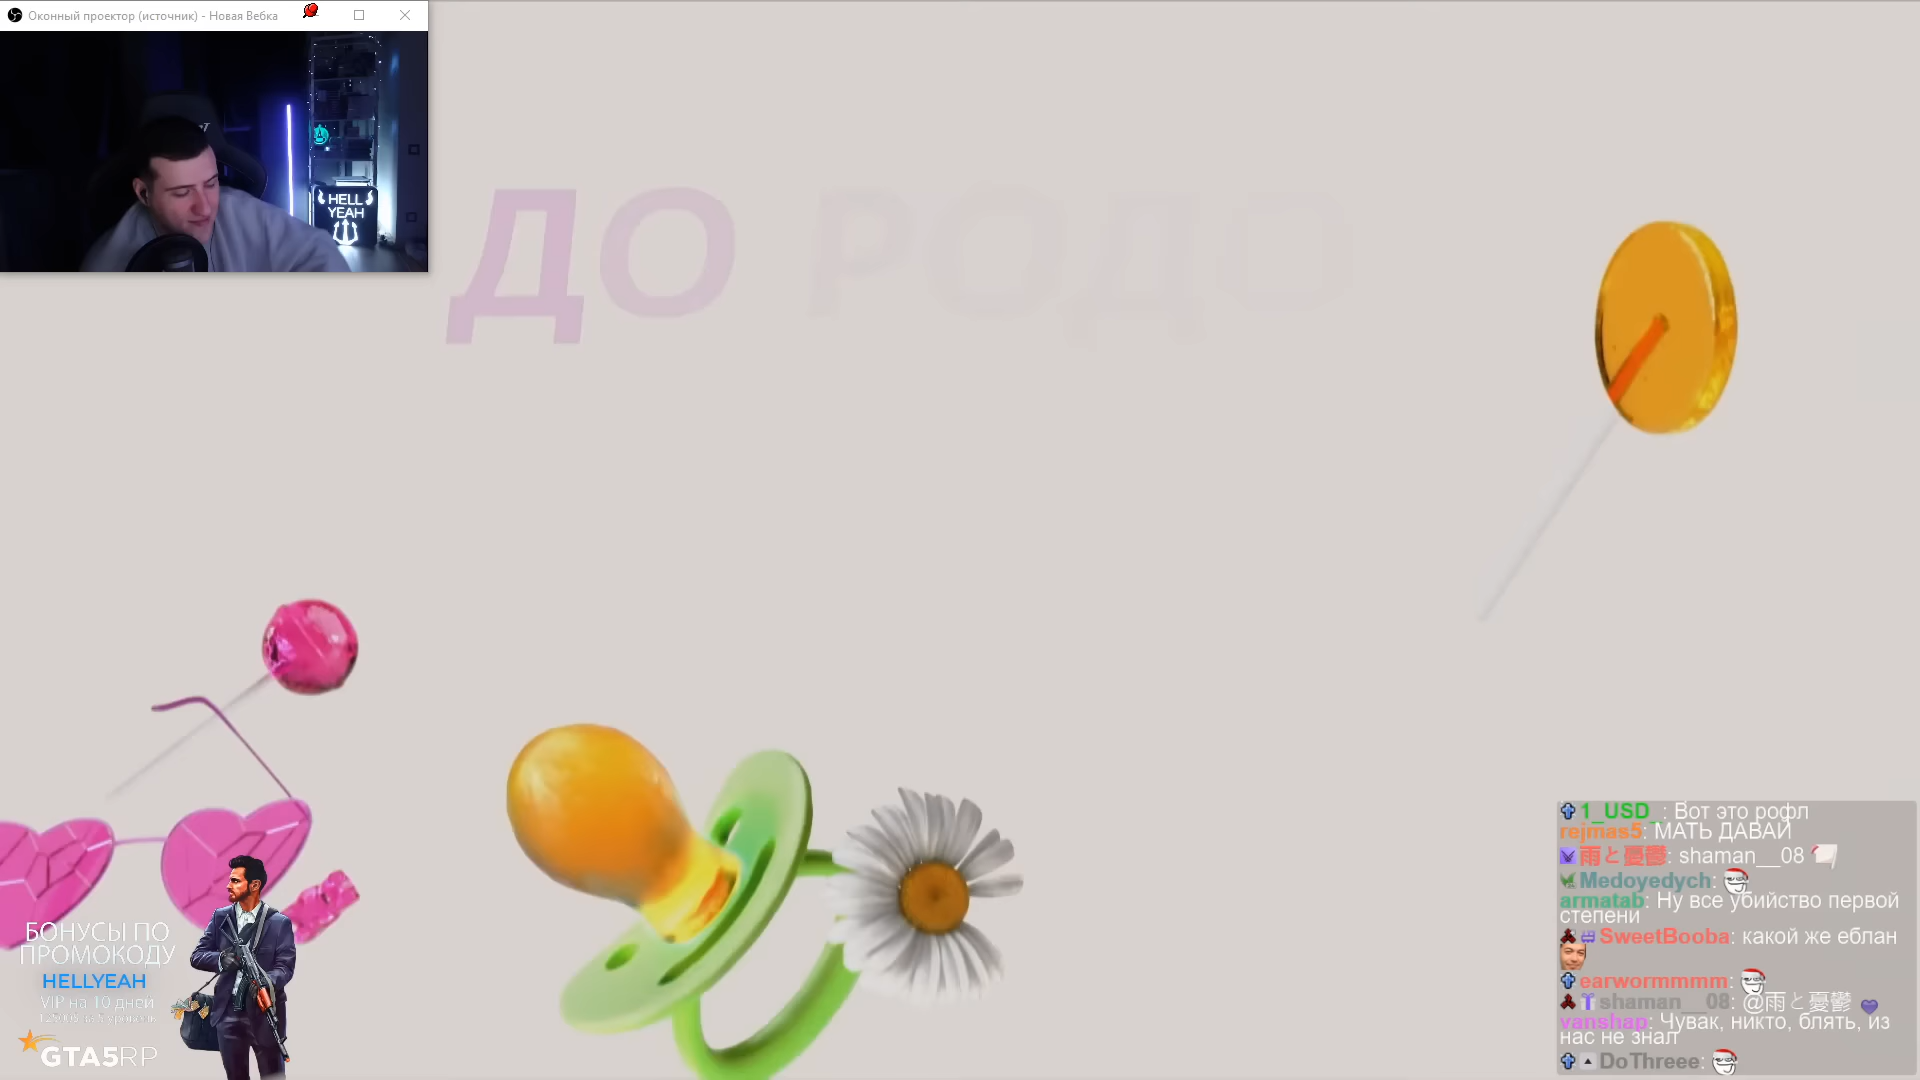 Оконный проектор (источник) - Новая Вебка
HELL
YEAH
ДО РОДО
БОНУСЫ ПО
ПРОМОКОДУ
HELLYEAH
VIP на 10 дней
GTA5RP
1_USD_: Вот это рофл
rejmas5: МАТЬ ДАВАЙ
雨と憂鬱: shaman__08
Medoyedych:
armatab: Ну все убийство первой
степени
SweetBooba: какой же еблан
earwormmmm:
shaman__08: @雨と憂鬱
vanshap: Чувак, никто, блять, из
нас не знал
DoThreee: